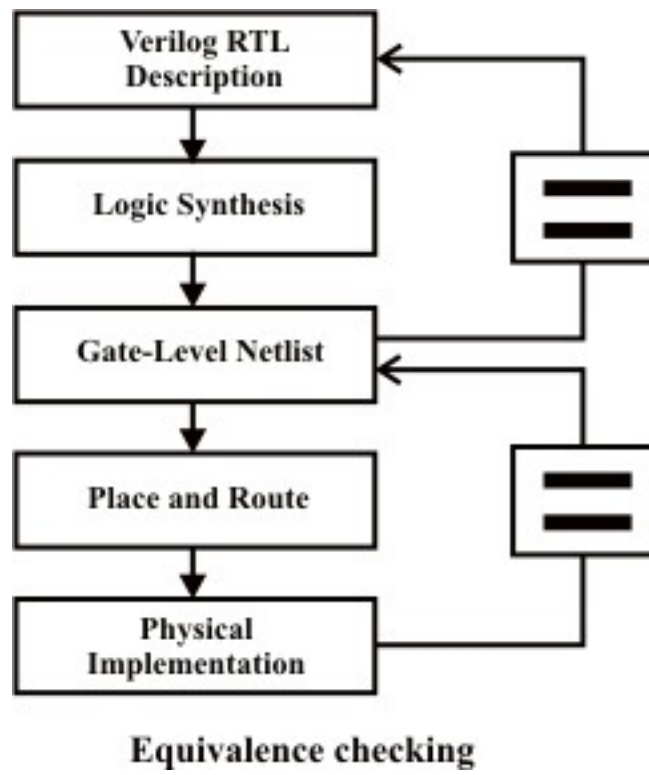 Verilog RTL
Description
Logic Synthesis
Gate-Level Netlist
Place and Route
Physical
Implementation
Equivalence checking